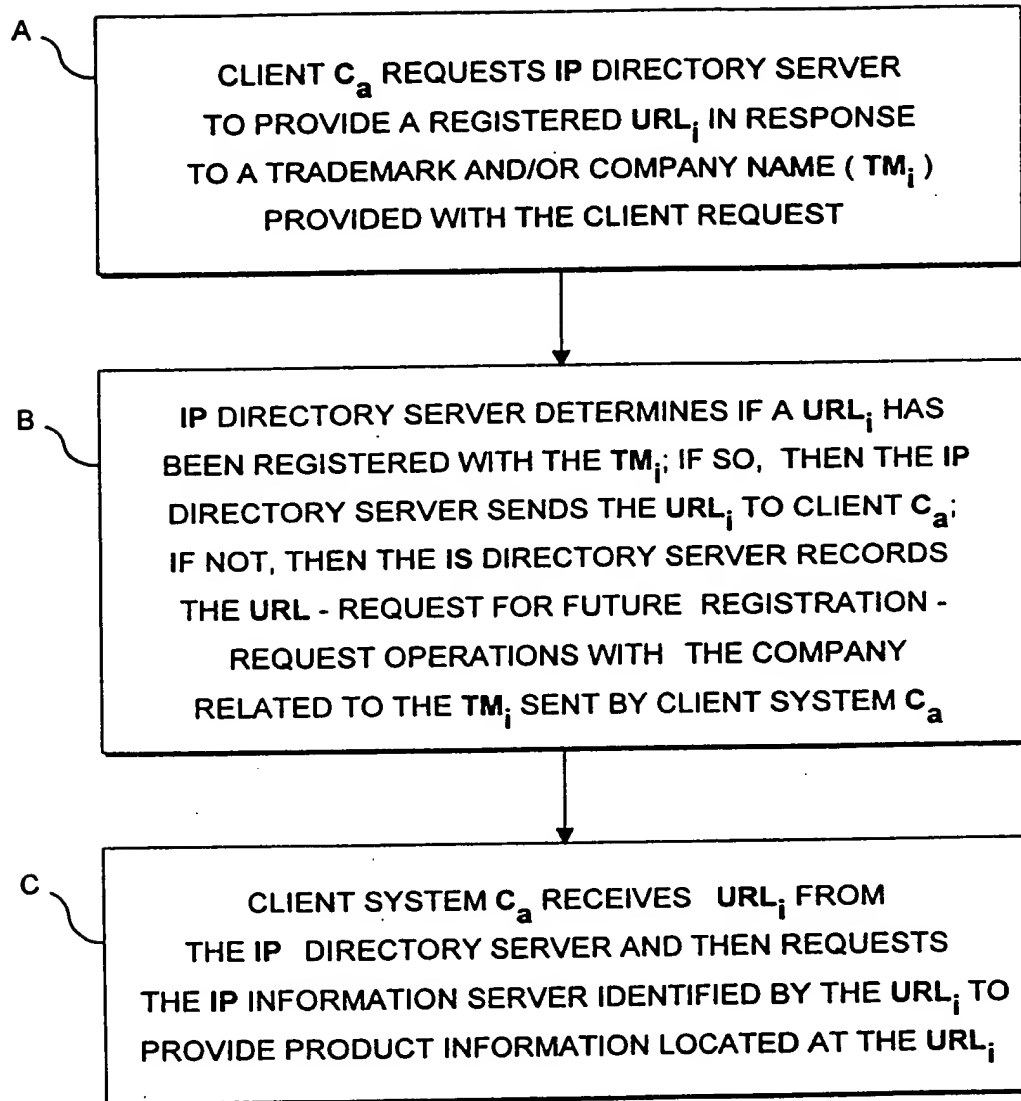 A
CLIENT Ca REQUESTS IP DIRECTORY SERVER
TO PROVIDE A REGISTERED URLi IN RESPONSE
TO A TRADEMARK AND/OR COMPANY NAME ( TMi )
PROVIDED WITH THE CLIENT REQUEST
B
IP DIRECTORY SERVER DETERMINES IF A URLi HAS
BEEN REGISTERED WITH THE TMi; IF SO, THEN THE IP
DIRECTORY SERVER SENDS THE URLi TO CLIENT Ca;
IF NOT, THEN THE IS DIRECTORY SERVER RECORDS
THE URL - REQUEST FOR FUTURE REGISTRATION -
REQUEST OPERATIONS WITH THE COMPANY
RELATED TO THE TMi SENT BY CLIENT SYSTEM Ca
C
CLIENT SYSTEM Ca RECEIVES URLi FROM
THE IP DIRECTORY SERVER AND THEN REQUESTS
THE IP INFORMATION SERVER IDENTIFIED BY THE URLi TO
PROVIDE PRODUCT INFORMATION LOCATED AT THE URLi